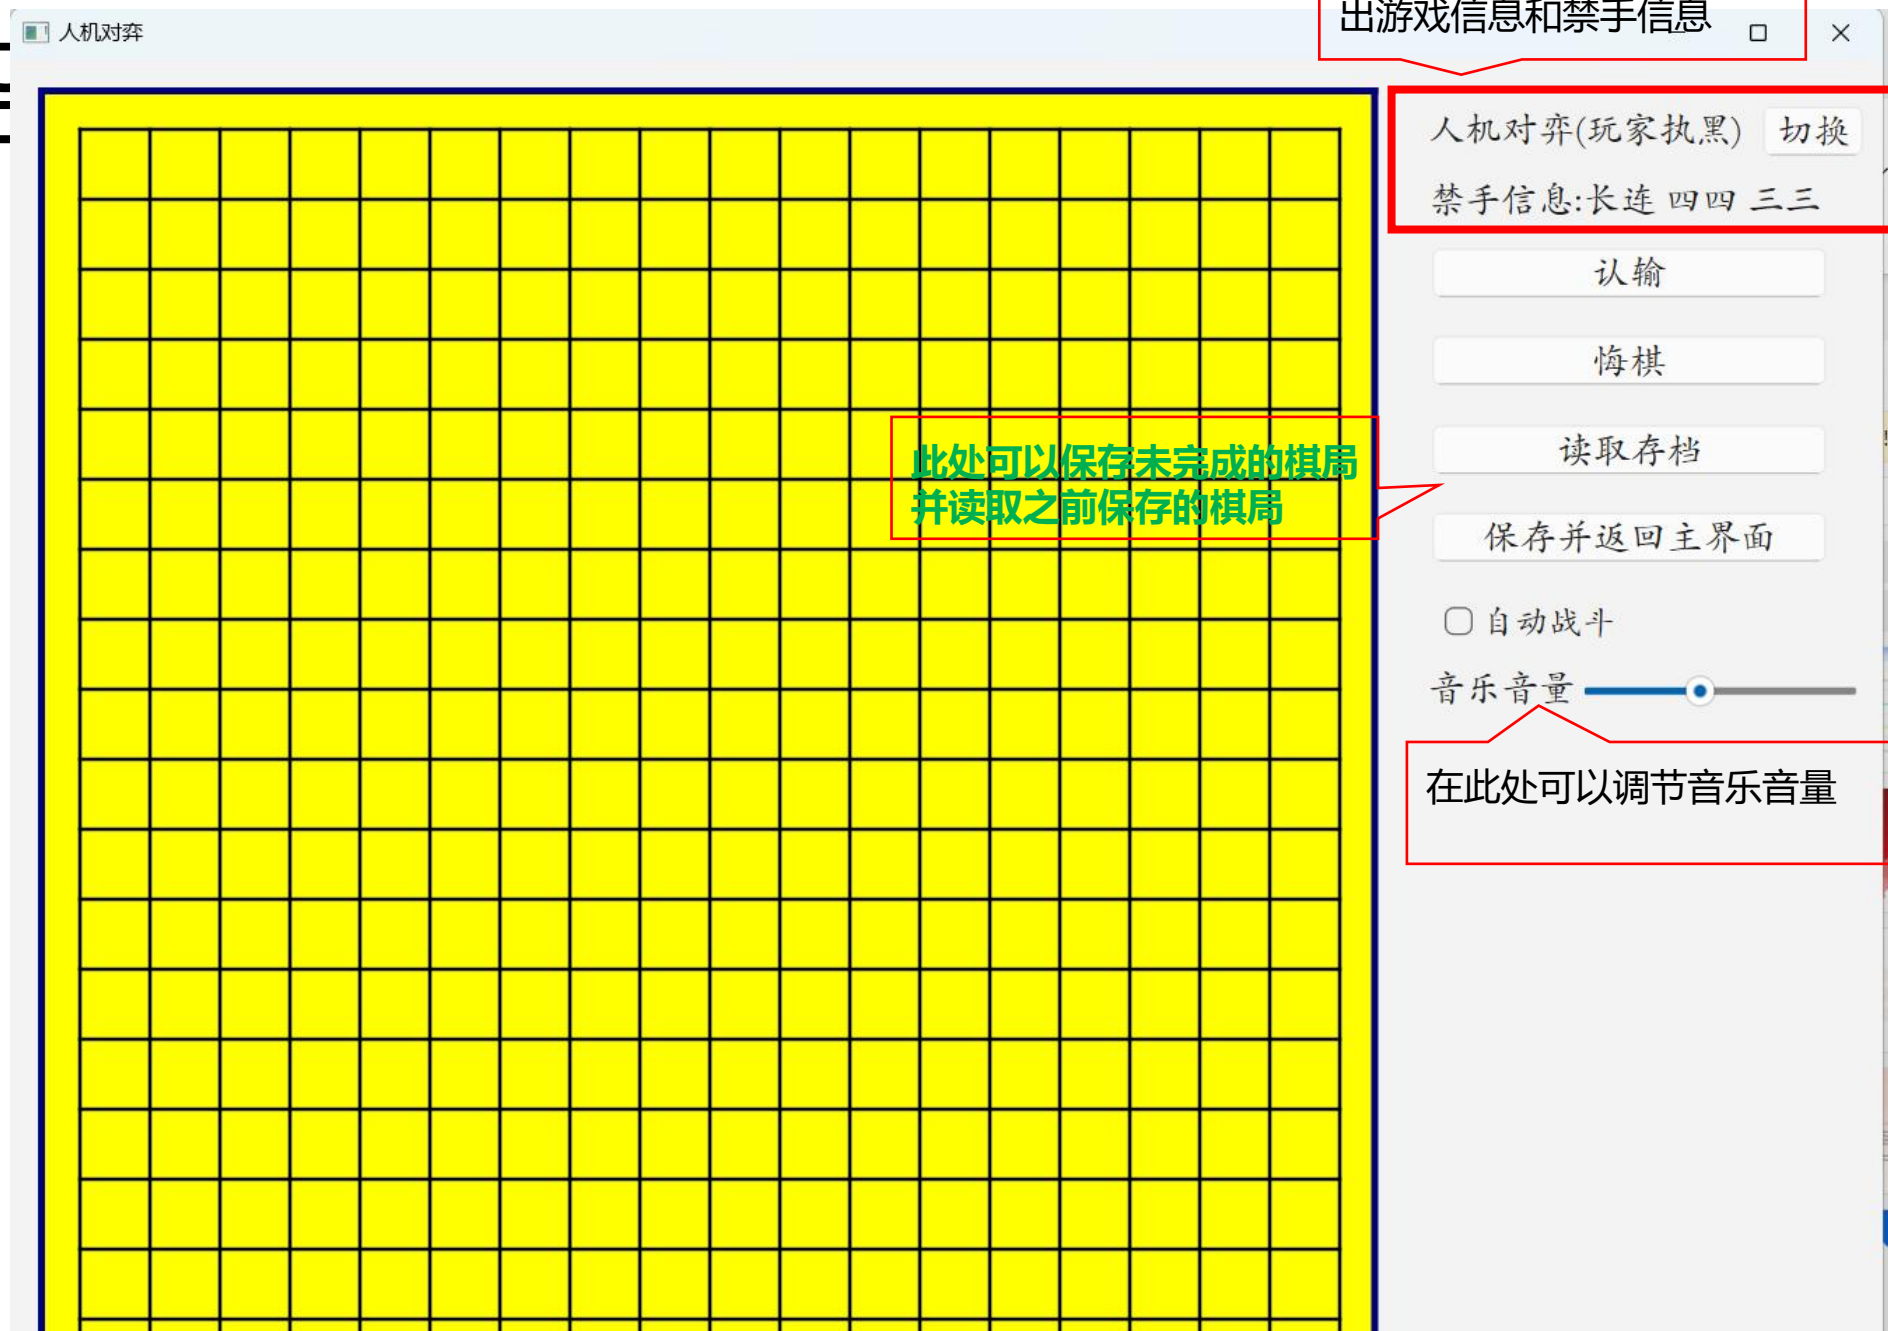 出游戏信息和禁手信息
人机对弈
人机对弈(玩家执黑) 切换
禁手信息:长连 四四 三三
认输
悔棋
此处可以保存未完成的棋局
并读取之前保存的棋局
读取存档
保存并返回主界面
自动战斗
音乐音量
在此处可以调节音乐音量